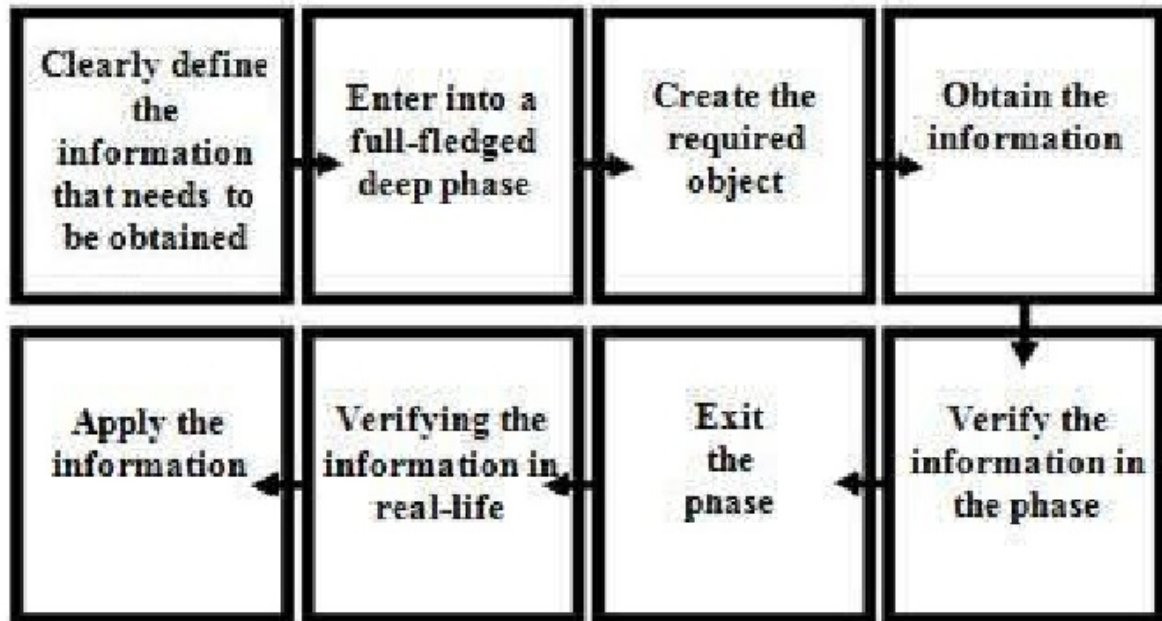 Clearly define
the
information
that needs to
be obtained
Enter into a
full-fledged
deep phase
Create the
required
object
Obtain the
information
Verify the
information in
the phase
Exit
the
pnase
Verifying the
information in
real-life
Apply the
information